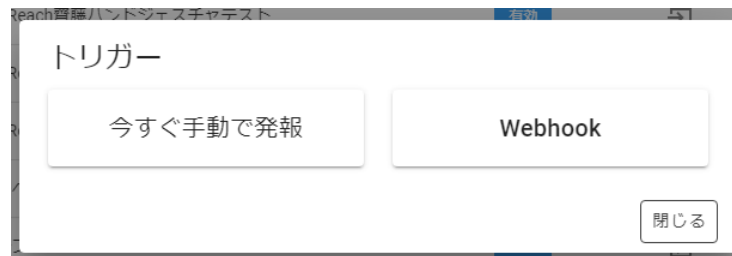 Reach齊藤ハンドジェスチャテスト
有効
トリガー
今すぐ手動で発報
Webhook
閉じる